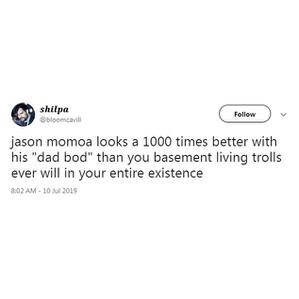 shilpa
@bloomcavill
Follow
jason momoa looks a 1000 times better with
his "dad bod" than you basement living trolls
ever will in your entire existence
8:02 AM - 10 Jul 2019